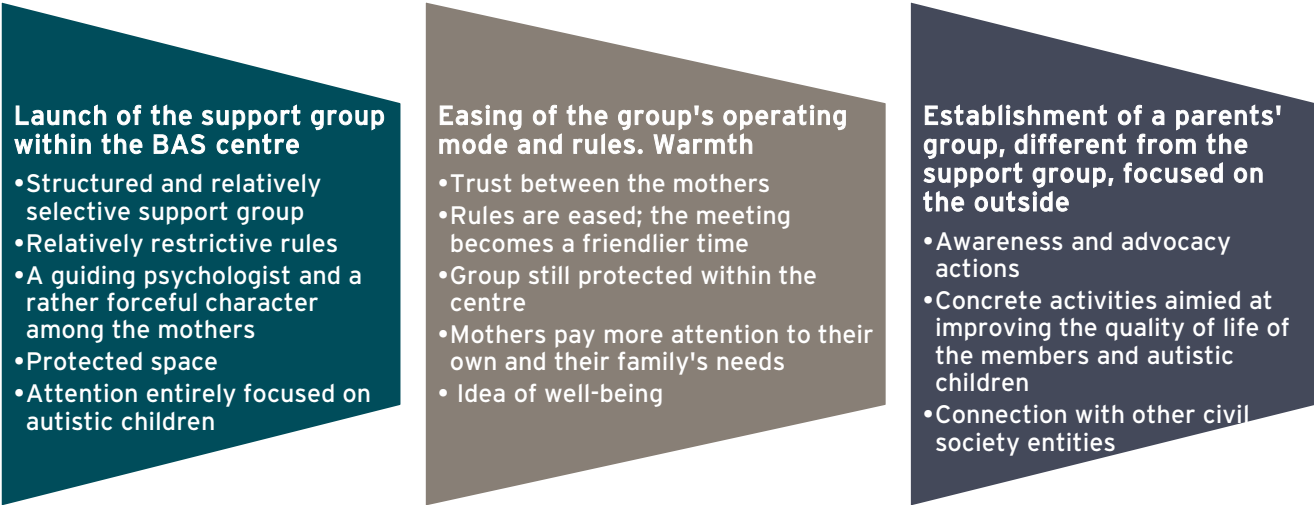 Launch of the support group
within the BAS centre
•Structured and relatively
selective support group
•Relatively restrictive rules
•A guiding psychologist and a
rather forceful character
among the mothers
•Protected space
•Attention entirely focused on
autistic children
Easing of the group's operating
mode and rules. Warmth
•Trust between the mothers
•Rules are eased; the meeting
becomes a friendlier time
•Group still protected within the
centre
•Mothers pay more attention to their
own and their family's needs
• Idea of well-being
Establishment of a parents'
group, different from the
support group, focused on
the outside
•Awareness and advocacy
actions
•Concrete activities aimied at
improving the quality of life of
the members and autistic
children
•Connection with other civil
society entities